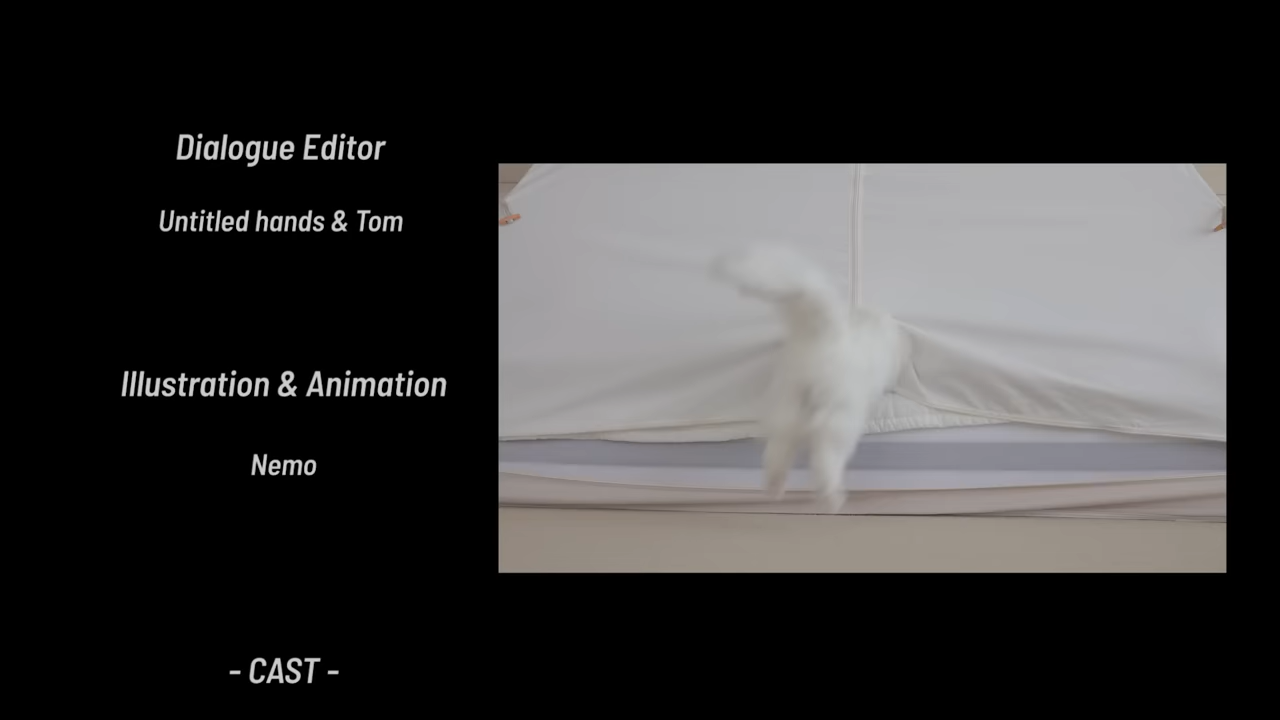 Dialogue Editor
Untitled hands & Tom
Illustration & Animation
Nemo
- CAST -